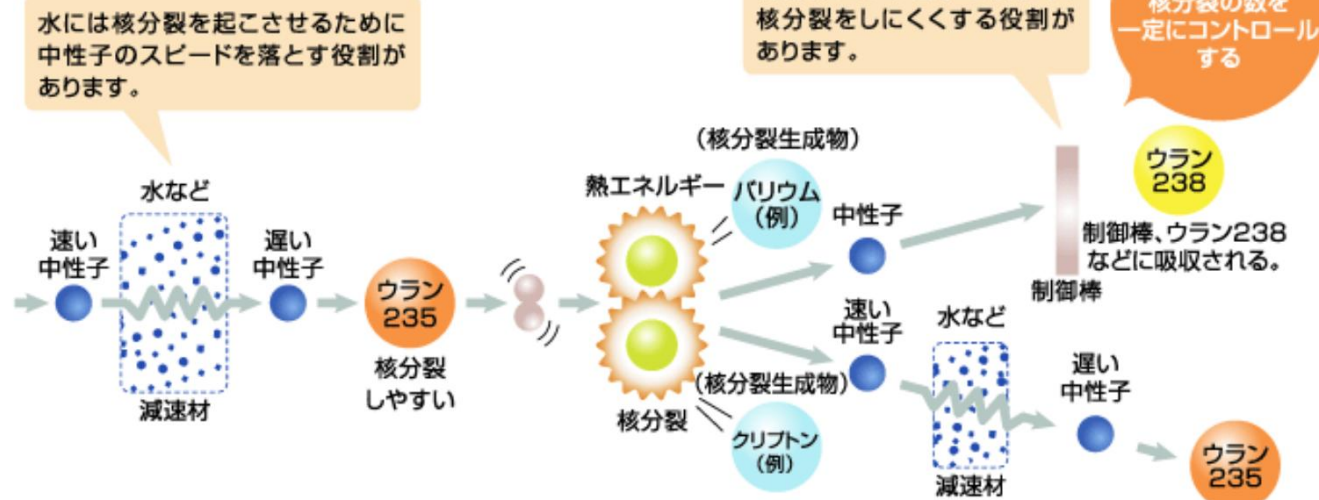 水には核分裂を起こさせるために
中性子のスピードを落とす役割が
あります。
核分裂をしにくくする役割が
あります。
核分裂の数を
一定にコントロール
する
水など
速い
中性子
減速材
遅い
中性子
ウラン
235
核分裂
しやすい
熱エネルギー
核分裂
(核分裂生成物)
バリウム
(例)
(核分裂生成物)
クリプトン
(例)
中性子
制御棒
ウラン
238
制御棒、ウラン238
などに吸収される。
速い
中性子
水など
減速材
遅い
中性子
ウラン
235